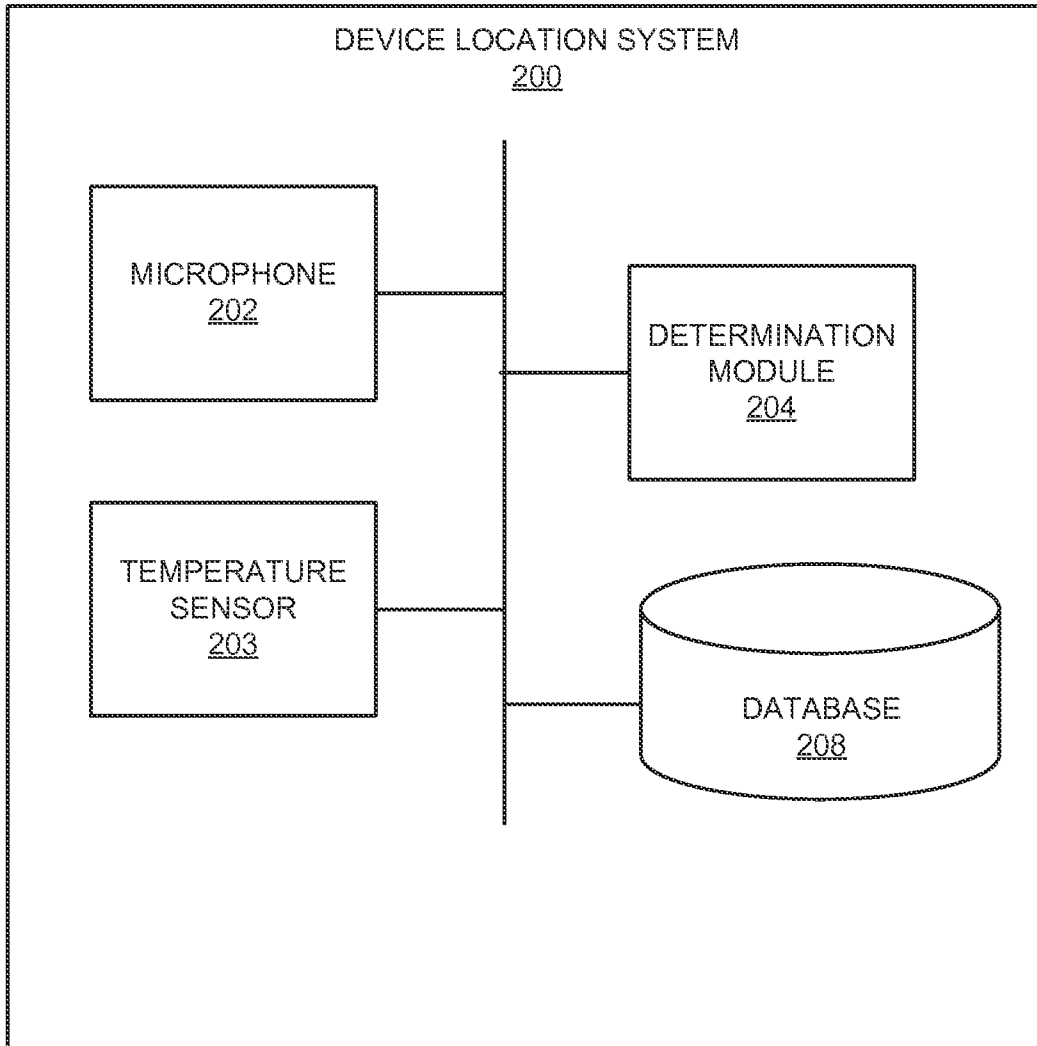 DEVICE LOCATION SYSTEM
200
MICROPHONE
202
DETERMINATION
MODULE
204
TEMPERATURE
SENSOR
203
DATABASE
208